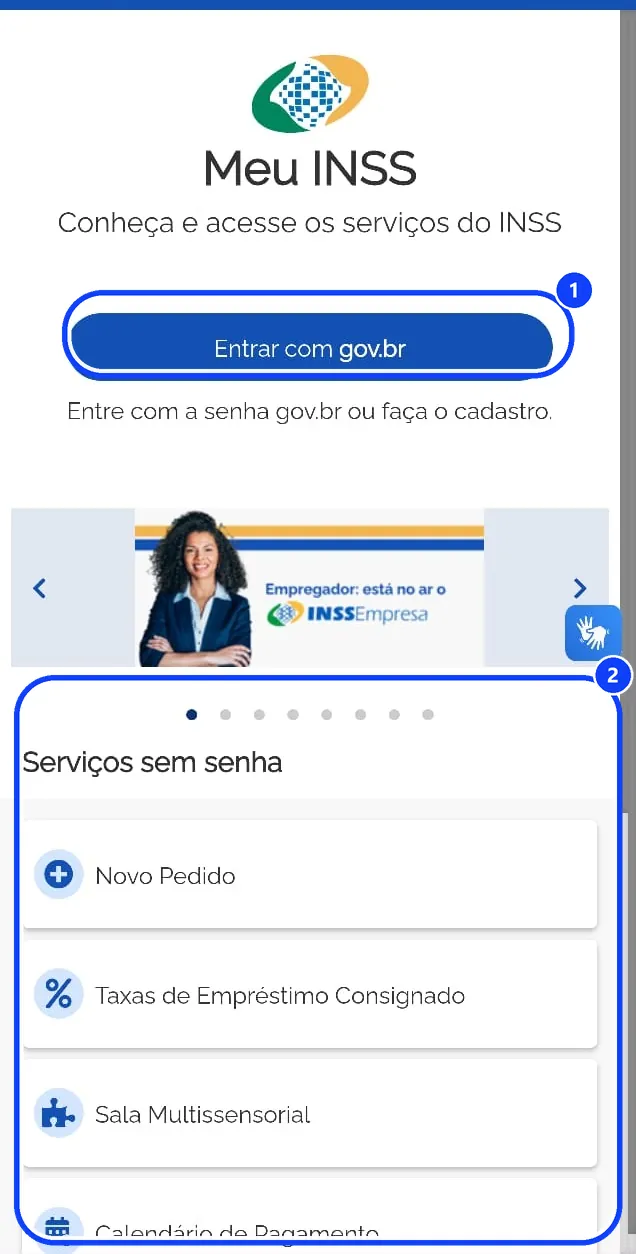 Meu INSS
Conheça e acesse os serviços do INSS
1
Entrar com gov.br
Entre com a senha gov.br ou faça o cadastro.
Empregador: está no ar o
INSSEmpresa
2
Serviços sem senha
Novo Pedido
Taxas de Empréstimo Consignado
Sala Multissensorial
Calendário de Pagamento